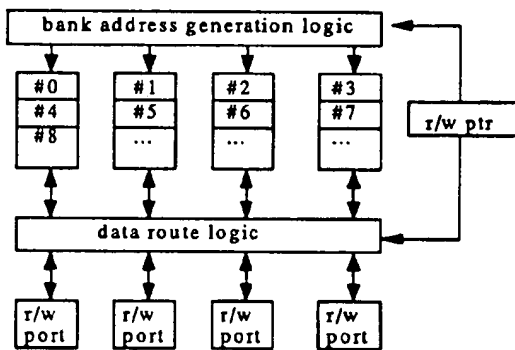 bank address generation logic
#0 #1 #2 #3
#4 #5 #6 #7
#8 ... ... ...
r/w ptr
data route logic
r/w r/w r/w r/w
port port port port